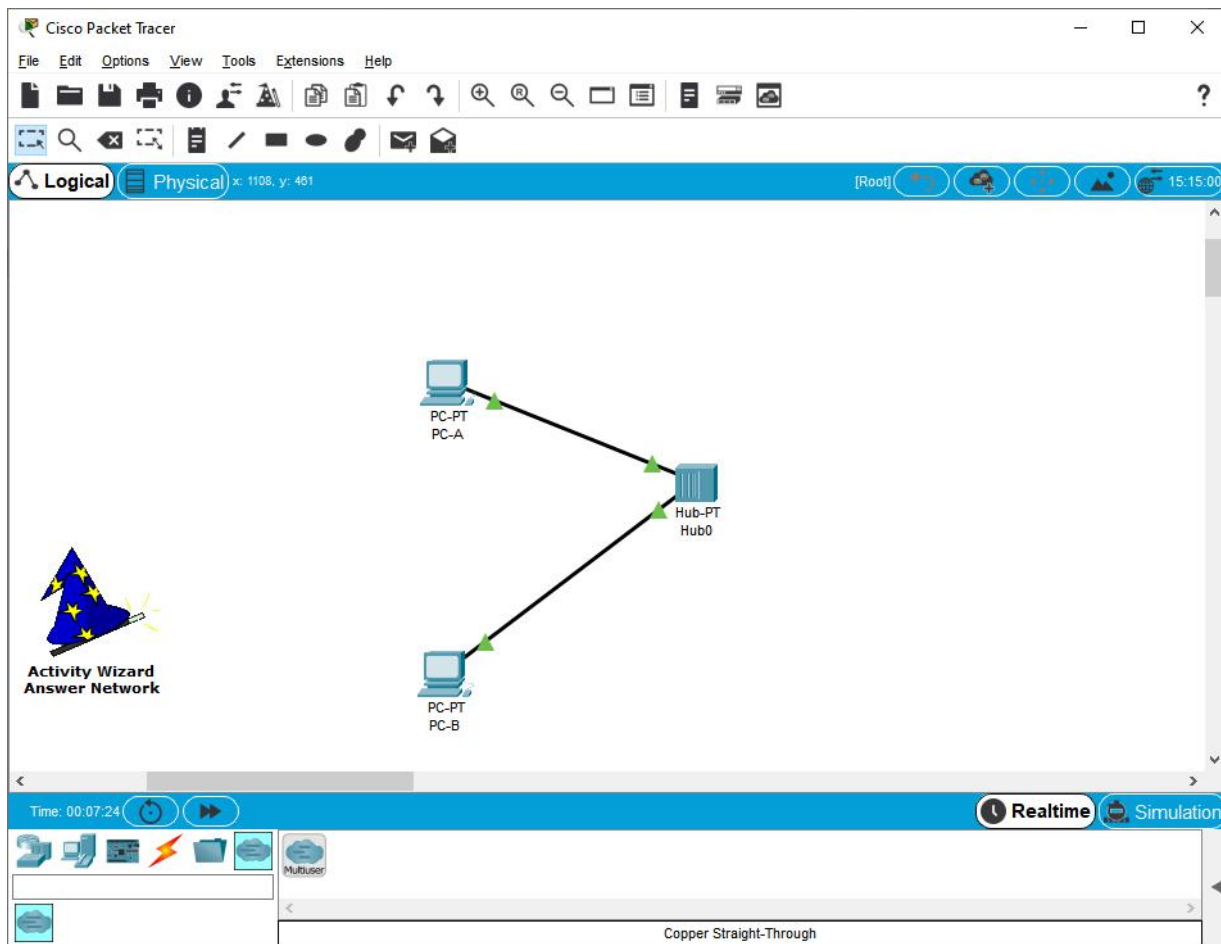 Cisco Packet Tracer
File Edit Options View Tools Extensions Help
Logical Physical x: 1108, y: 461 [Root] 15:15:00
PC-PT
PC-A
Hub-PT
Hub0
Activity Wizard
Answer Network
PC-PT
PC-B
Time: 00:07:24 Realtime Simulation
Multiuser
Copper Straight-Through